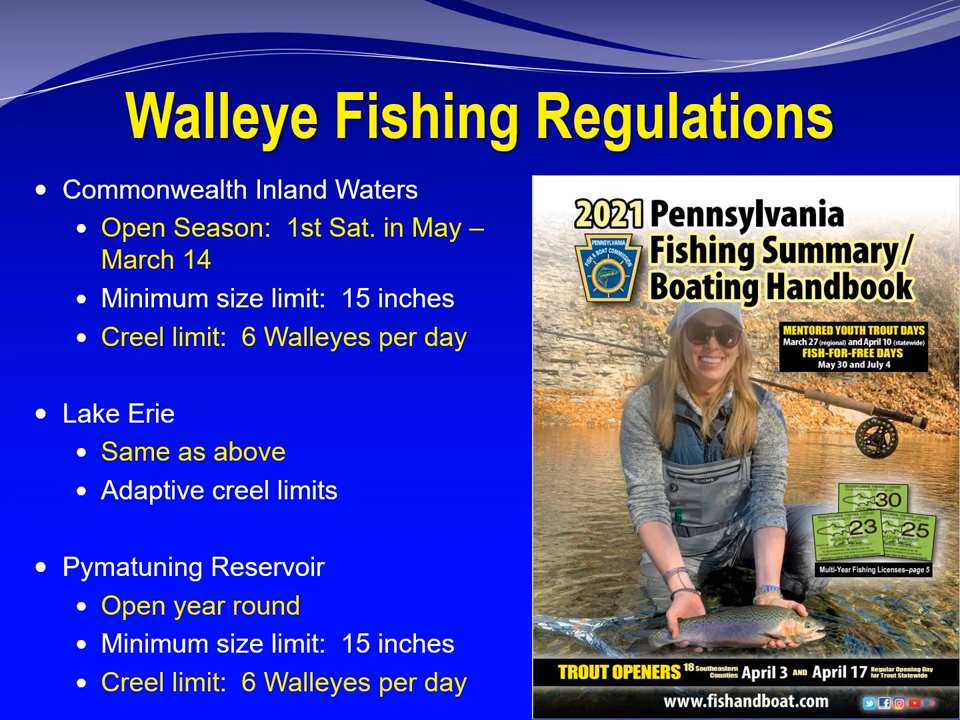 Walleye Fishing Regulations
Commonwealth Inland Waters
Open Season:  1st Sat. in May –
March 14
Minimum size limit:  15 inches
Creel limit:  6 Walleyes per day
Lake Erie
Same as above
Adaptive creel limits
Pymatuning Reservoir
Open year round
Minimum size limit:  15 inches
Creel limit:  6 Walleyes per day
2021 Pennsylvania
Fishing Summary/
Boating Handbook
PENNSYLVANIA
FISH & BOAT COMMISSION
MENTORED YOUTH TROUT DAYS
March 27 (regional) and April 10 (statewide)
FISH-FOR-FREE DAYS
May 30 and July 4
SIMMS
30
23
25
Multi-Year Fishing Licenses–page 5
TROUT OPENERS 18 Southeastern Counties April 3 AND April 17 Regular Opening Day for Trout Statewide
www.fishandboat.com